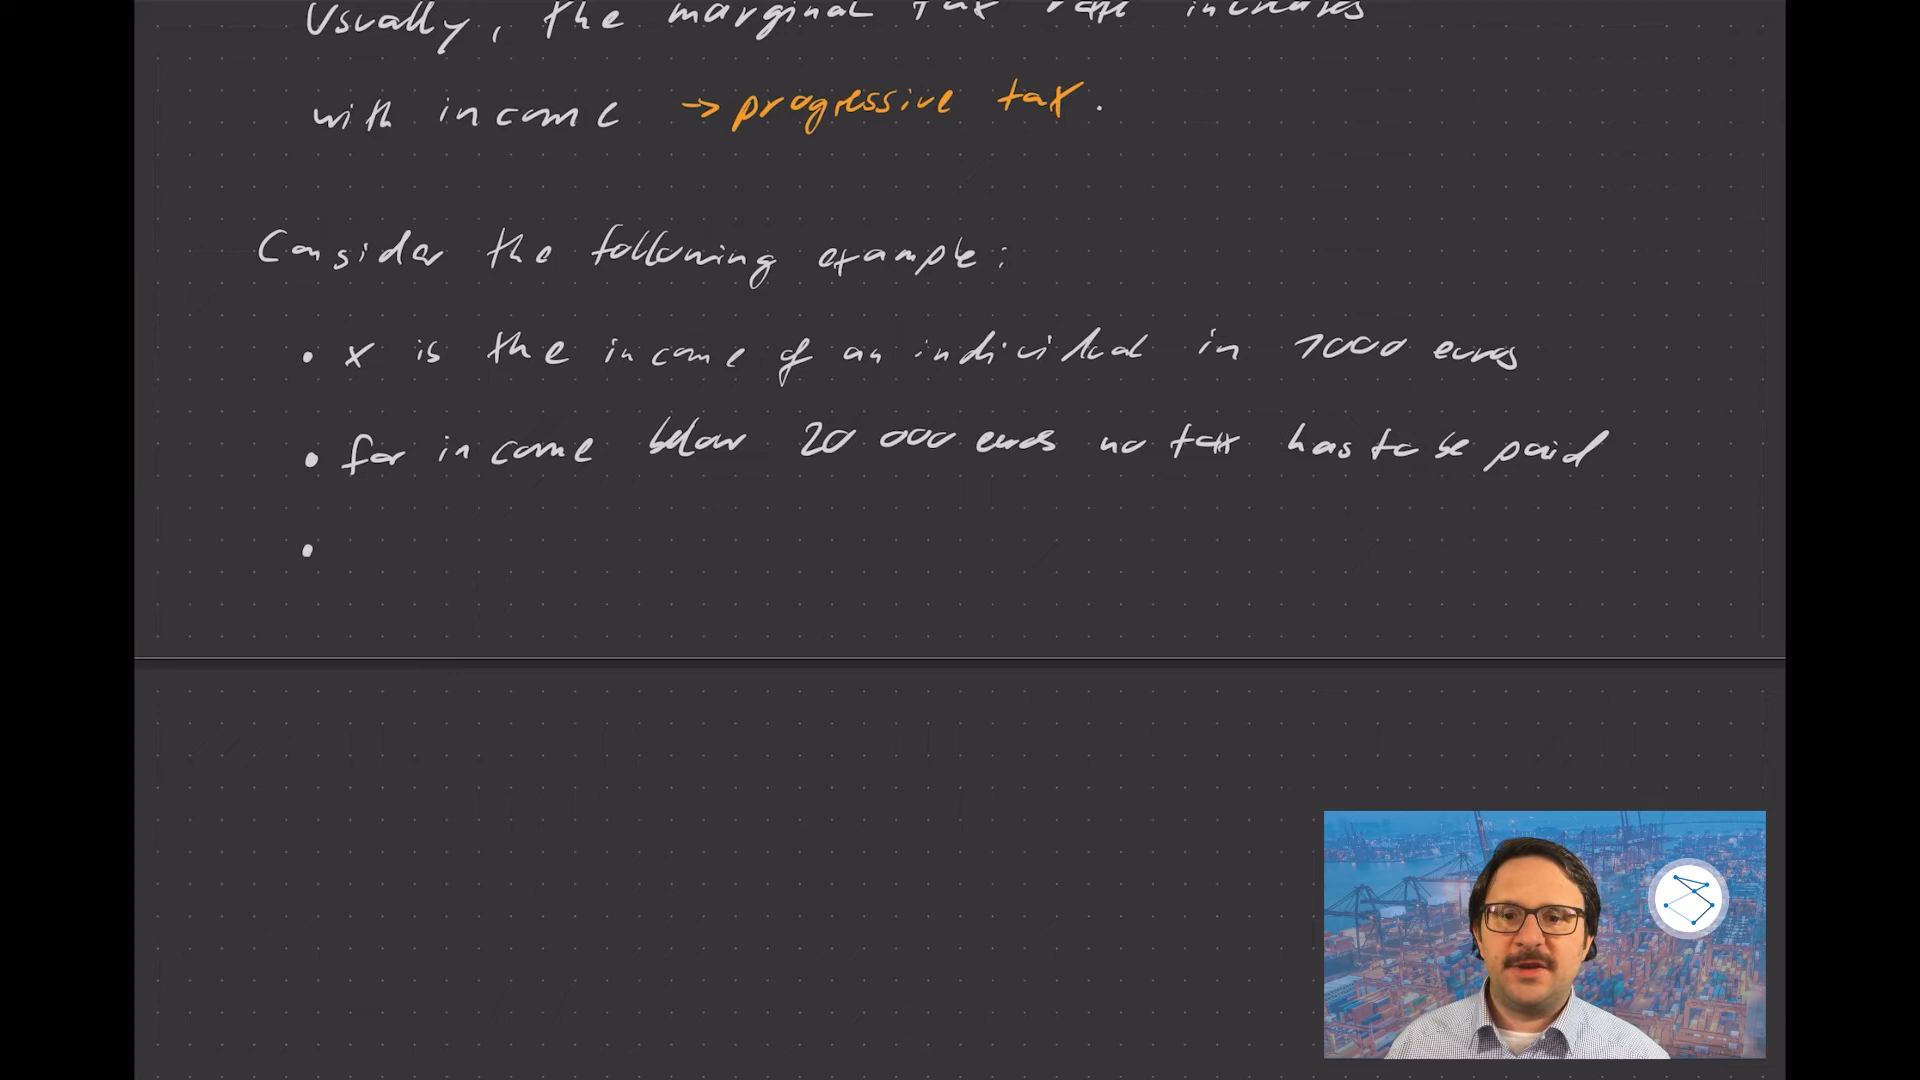 Usually, the marginal tax rate increases
with income → progressive tax.
Consider the following example:
• x is the income of an individual in 1000 euros
• for income below 20 000 euros no tax has to be paid
•